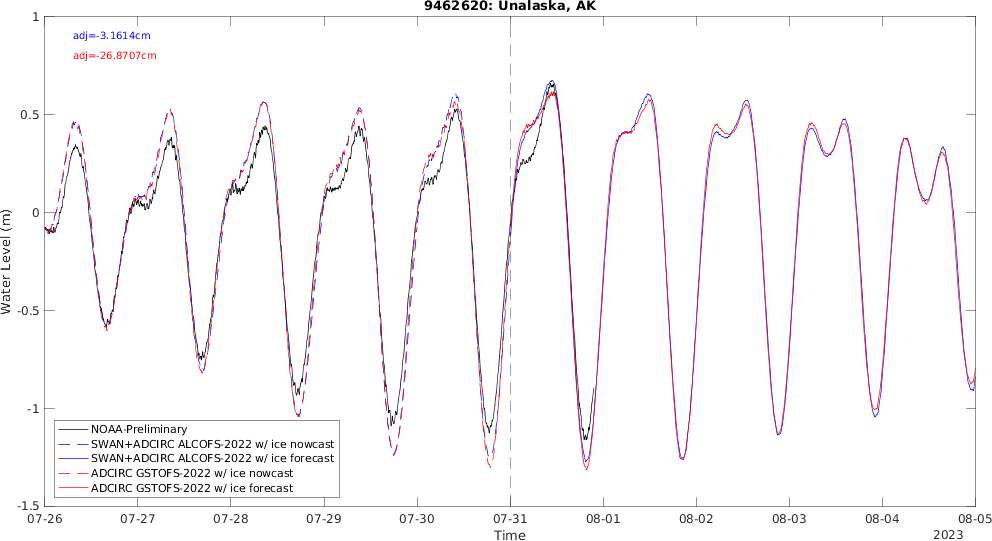 9462620: Unalaska, AK
adj=-3.1614cm
adj=-26.8707cm
1
0.5
0
-0.5
-1
-1.5
Water Level (m)
NOAA-Preliminary
SWAN+ADCIRC ALCOFS-2022 w/ ice nowcast
SWAN+ADCIRC ALCOFS-2022 w/ ice forecast
ADCIRC GSTOFS-2022 w/ ice nowcast
ADCIRC GSTOFS-2022 w/ ice forecast
07-26 07-27 07-28 07-29 07-30 07-31 08-01 08-02 08-03 08-04 08-05
Time
2023